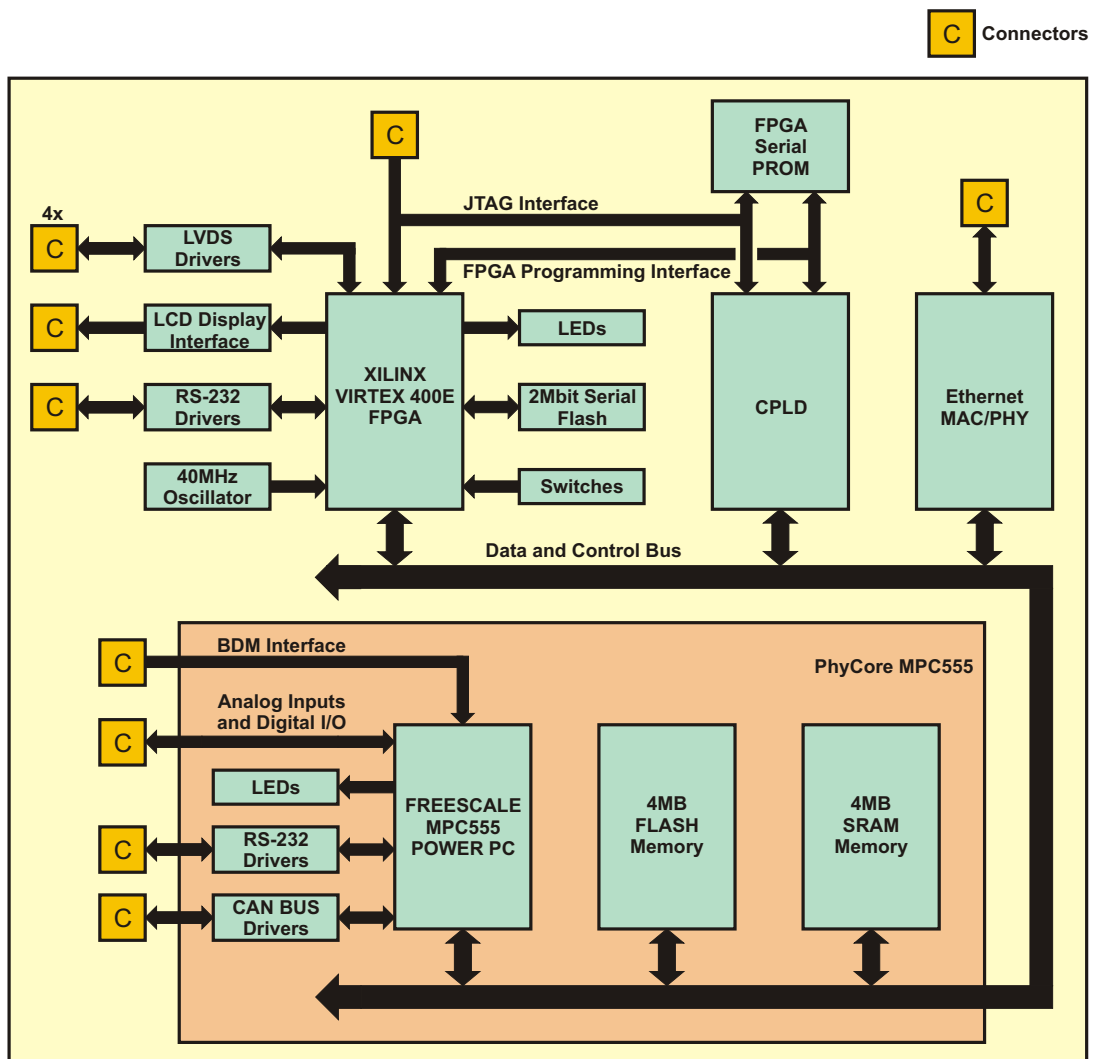 C Connectors
C
FPGA
Serial
PROM
C
JTAG Interface
4x
C
LVDS
Drivers
FPGA Programming Interface
C
LCD Display
Interface
LEDs
XILINX
VIRTEX 400E
FPGA
C
RS-232
Drivers
2Mbit Serial
Flash
CPLD
Ethernet
MAC/PHY
40MHz
Oscillator
Switches
Data and Control Bus
C
BDM Interface
PhyCore MPC555
C
Analog Inputs
and Digital I/O
LEDs
FREESCALE
MPC555
POWER PC
4MB
FLASH
Memory
4MB
SRAM
Memory
C
RS-232
Drivers
C
CAN BUS
Drivers